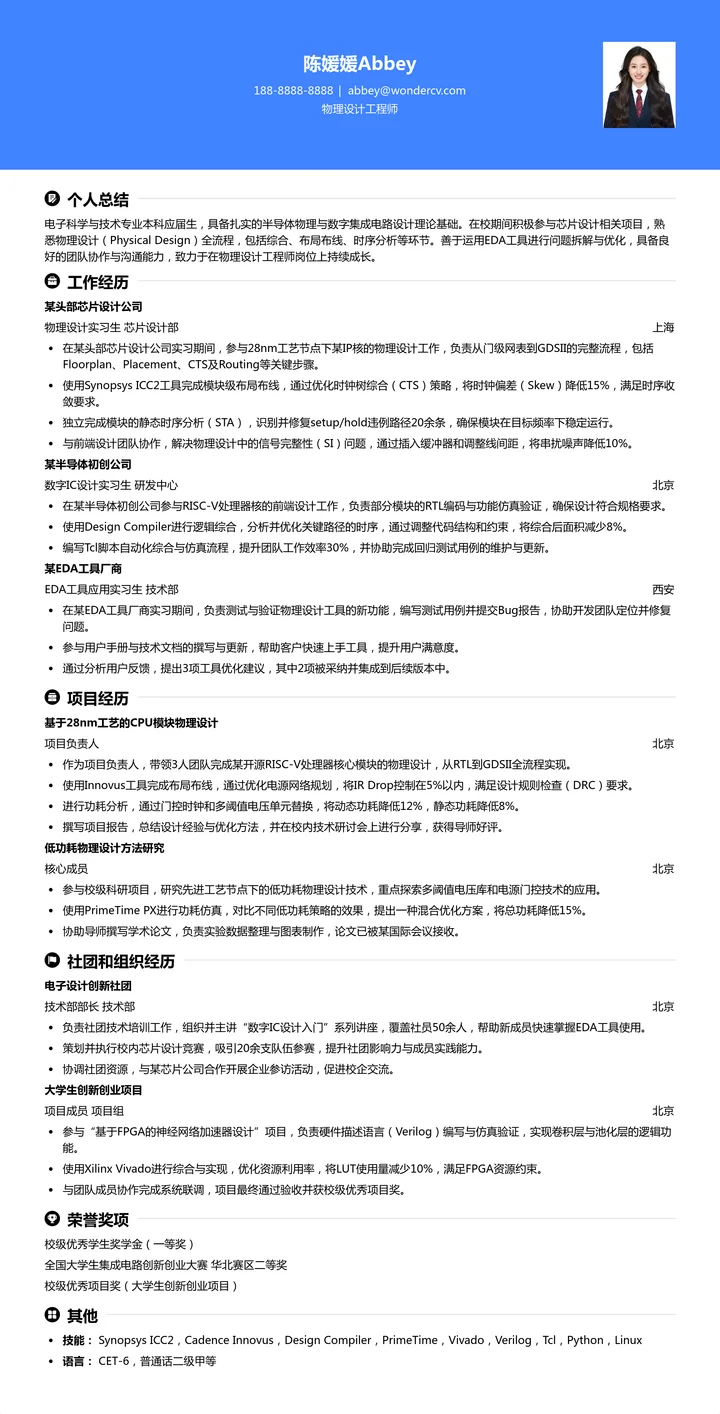 陈媛媛Abbey
188-8888-8888 | abbey@wondercv.com
物理设计工程师
个人总结
电子科学与技术专业本科应届生，具备扎实的半导体物理与数字集成电路设计理论基础。在校期间积极参与芯片设计相关项目，熟
悉物理设计（Physical Design）全流程，包括综合、布局布线、时序分析等环节。善于运用EDA工具进行问题拆解与优化，具备良
好的团队协作与沟通能力，致力于在物理设计工程师岗位上持续成长。
工作经历
某头部芯片设计公司
物理设计实习生 芯片设计部 上海
• 在某头部芯片设计公司实习期间，参与28nm工艺节点下某IP核的物理设计工作，负责从门级网表到GDSII的完整流程，包括
Floorplan、Placement、CTS及Routing等关键步骤。
• 使用Synopsys ICC2工具完成模块级布局布线，通过优化时钟树综合（CTS）策略，将时钟偏差（Skew）降低15%，满足时序收
敛要求。
• 独立完成模块的静态时序分析（STA），识别并修复setup/hold违例路径20余条，确保模块在目标频率下稳定运行。
• 与前端设计团队协作，解决物理设计中的信号完整性（SI）问题，通过插入缓冲器和调整线间距，将串扰噪声降低10%。
某半导体初创公司
数字IC设计实习生 研发中心 北京
• 在某半导体初创公司参与RISC-V处理器核的前端设计工作，负责部分模块的RTL编码与功能仿真验证，确保设计符合规格要求。
• 使用Design Compiler进行逻辑综合，分析并优化关键路径的时序，通过调整代码结构和约束，将综合后面积减少8%。
• 编写Tcl脚本自动化综合与仿真流程，提升团队工作效率30%，并协助完成回归测试用例的维护与更新。
某EDA工具厂商
EDA工具应用实习生 技术部 西安
• 在某EDA工具厂商实习期间，负责测试与验证物理设计工具的新功能，编写测试用例并提交Bug报告，协助开发团队定位并修复
问题。
• 参与用户手册与技术文档的撰写与更新，帮助客户快速上手工具，提升用户满意度。
• 通过分析用户反馈，提出3项工具优化建议，其中2项被采纳并集成到后续版本中。
项目经历
基于28nm工艺的CPU模块物理设计
项目负责人 北京
• 作为项目负责人，带领3人团队完成某开源RISC-V处理器核心模块的物理设计，从RTL到GDSII全流程实现。
• 使用Innovus工具完成布局布线，通过优化电源网络规划，将IR Drop控制在5%以内，满足设计规则检查（DRC）要求。
• 进行功耗分析，通过门控时钟和多阈值电压单元替换，将动态功耗降低12%，静态功耗降低8%。
• 撰写项目报告，总结设计经验与优化方法，并在校内技术研讨会上进行分享，获得导师好评。
低功耗物理设计方法研究
核心成员 北京
• 参与校级科研项目，研究先进工艺节点下的低功耗物理设计技术，重点探索多阈值电压库和电源门控技术的应用。
• 使用PrimeTime PX进行功耗仿真，对比不同低功耗策略的效果，提出一种混合优化方案，将总功耗降低15%。
• 协助导师撰写学术论文，负责实验数据整理与图表制作，论文已被某国际会议接收。
社团和组织经历
电子设计创新社团
技术部部长 技术部 北京
• 负责社团技术培训工作，组织并主讲“数字IC设计入门”系列讲座，覆盖社员50余人，帮助新成员快速掌握EDA工具使用。
• 策划并执行校内芯片设计竞赛，吸引20余支队伍参赛，提升社团影响力与成员实践能力。
• 协调社团资源，与某芯片公司合作开展企业参访活动，促进校企交流。
大学生创新创业项目
项目成员 项目组 北京
• 参与“基于FPGA的神经网络加速器设计”项目，负责硬件描述语言（Verilog）编写与仿真验证，实现卷积层与池化层的逻辑功
能。
• 使用Xilinx Vivado进行综合与实现，优化资源利用率，将LUT使用量减少10%，满足FPGA资源约束。
• 与团队成员协作完成系统联调，项目最终通过验收并获校级优秀项目奖。
荣誉奖项
校级优秀学生奖学金（一等奖）
全国大学生集成电路创新创业大赛 华北赛区二等奖
校级优秀项目奖（大学生创新创业项目）
其他
• 技能： Synopsys ICC2，Cadence Innovus，Design Compiler，PrimeTime，Vivado，Verilog，Tcl，Python，Linux
• 语言： CET-6，普通话二级甲等